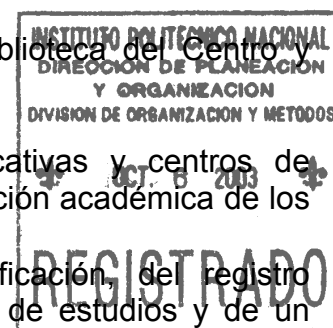 blioteca del Centro y
INSTITUTO POLITECNICO NACIONAL
DIRECCION DE PLANEACION
Y ORGANIZACION
DIVISION DE ORGANIZACION Y METODOS
cativas y centros de
OCT. 6 2003
ción académica de los
REGISTRADO
ificación, del registro
de estudios y de un